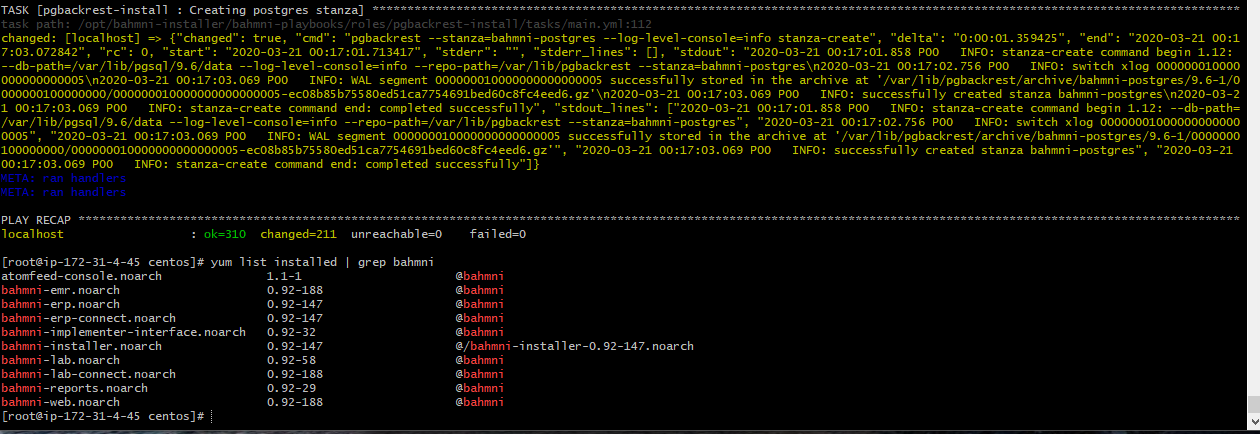 TASK [pgbackrest-install : Creating postgres stanza] ****************************************************************************************************************************
task path: /opt/bahmni-installer/bahmni-playbooks/roles/pgbackrest-install/tasks/main.yml:112
changed: [localhost] => {"changed": true, "cmd": "pgbackrest --stanza=bahmni-postgres --log-level-console=info stanza-create", "delta": "0:00:01.359425", "end": "2020-03-21 00:1
7:03.072842", "rc": 0, "start": "2020-03-21 00:17:01.713417", "stderr": "", "stderr_lines": [], "stdout": "2020-03-21 00:17:01.858 P00   INFO: stanza-create command begin 1.12:
--db-path=/var/lib/pgsql/9.6/data --log-level-console=info --repo-path=/var/lib/pgbackrest --stanza=bahmni-postgres\n2020-03-21 00:17:02.756 P00   INFO: switch xlog 000000010000
000000000005\n2020-03-21 00:17:03.069 P00   INFO: WAL segment 000000010000000000000005 successfully stored in the archive at '/var/lib/pgbackrest/archive/bahmni-postgres/9.6-1/0
000000100000000/000000010000000000000005-ec08b85b75580ed51ca7754691bed60c8fc4eed6.gz'\n2020-03-21 00:17:03.069 P00   INFO: successfully created stanza bahmni-postgres\n2020-03-2
1 00:17:03.069 P00   INFO: stanza-create command end: completed successfully", "stdout_lines": ["2020-03-21 00:17:01.858 P00   INFO: stanza-create command begin 1.12: --db-path=
/var/lib/pgsql/9.6/data --log-level-console=info --repo-path=/var/lib/pgbackrest --stanza=bahmni-postgres", "2020-03-21 00:17:02.756 P00   INFO: switch xlog 00000001000000000000
0005", "2020-03-21 00:17:03.069 P00   INFO: WAL segment 000000010000000000000005 successfully stored in the archive at '/var/lib/pgbackrest/archive/bahmni-postgres/9.6-1/0000000
100000000/000000010000000000000005-ec08b85b75580ed51ca7754691bed60c8fc4eed6.gz'", "2020-03-21 00:17:03.069 P00   INFO: successfully created stanza bahmni-postgres", "2020-03-21
00:17:03.069 P00   INFO: stanza-create command end: completed successfully"]}
META: ran handlers
META: ran handlers
PLAY RECAP **********************************************************************************************************************************************************************
localhost                  : ok=310  changed=211  unreachable=0    failed=0
[root@ip-172-31-4-45 centos]# yum list installed | grep bahmni
atomfeed-console.noarch               1.1-1                      @bahmni
bahmni-emr.noarch                     0.92-188                   @bahmni
bahmni-erp.noarch                     0.92-147                   @bahmni
bahmni-erp-connect.noarch             0.92-147                   @bahmni
bahmni-implementer-interface.noarch   0.92-32                    @bahmni
bahmni-installer.noarch               0.92-147                   @/bahmni-installer-0.92-147.noarch
bahmni-lab.noarch                     0.92-58                    @bahmni
bahmni-lab-connect.noarch             0.92-188                   @bahmni
bahmni-reports.noarch                 0.92-29                    @bahmni
bahmni-web.noarch                     0.92-188                   @bahmni
[root@ip-172-31-4-45 centos]#